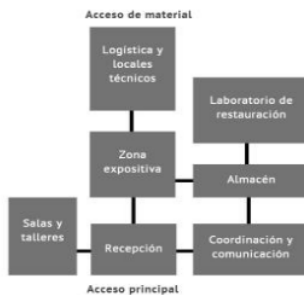 Acceso de material
Logística y
locales
técnicos
Laboratorio de
restauración
Zona
expositiva
Almacén
Salas y
talleres
Recepción
Coordinación y
comunicación
Acceso principal